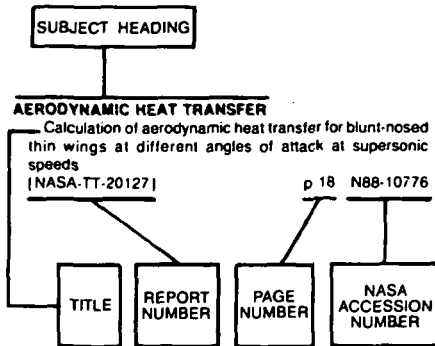 SUBJECT HEADING
AERODYNAMIC HEAT TRANSFER
Calculation of aerodynamic heat transfer for blunt-nosed
thin wings at different angles of attack at supersonic
speeds
[NASA-TT-20127] p 18 N88-10776
TITLE
REPORT
NUMBER
PAGE
NUMBER
NASA
ACCESSION
NUMBER